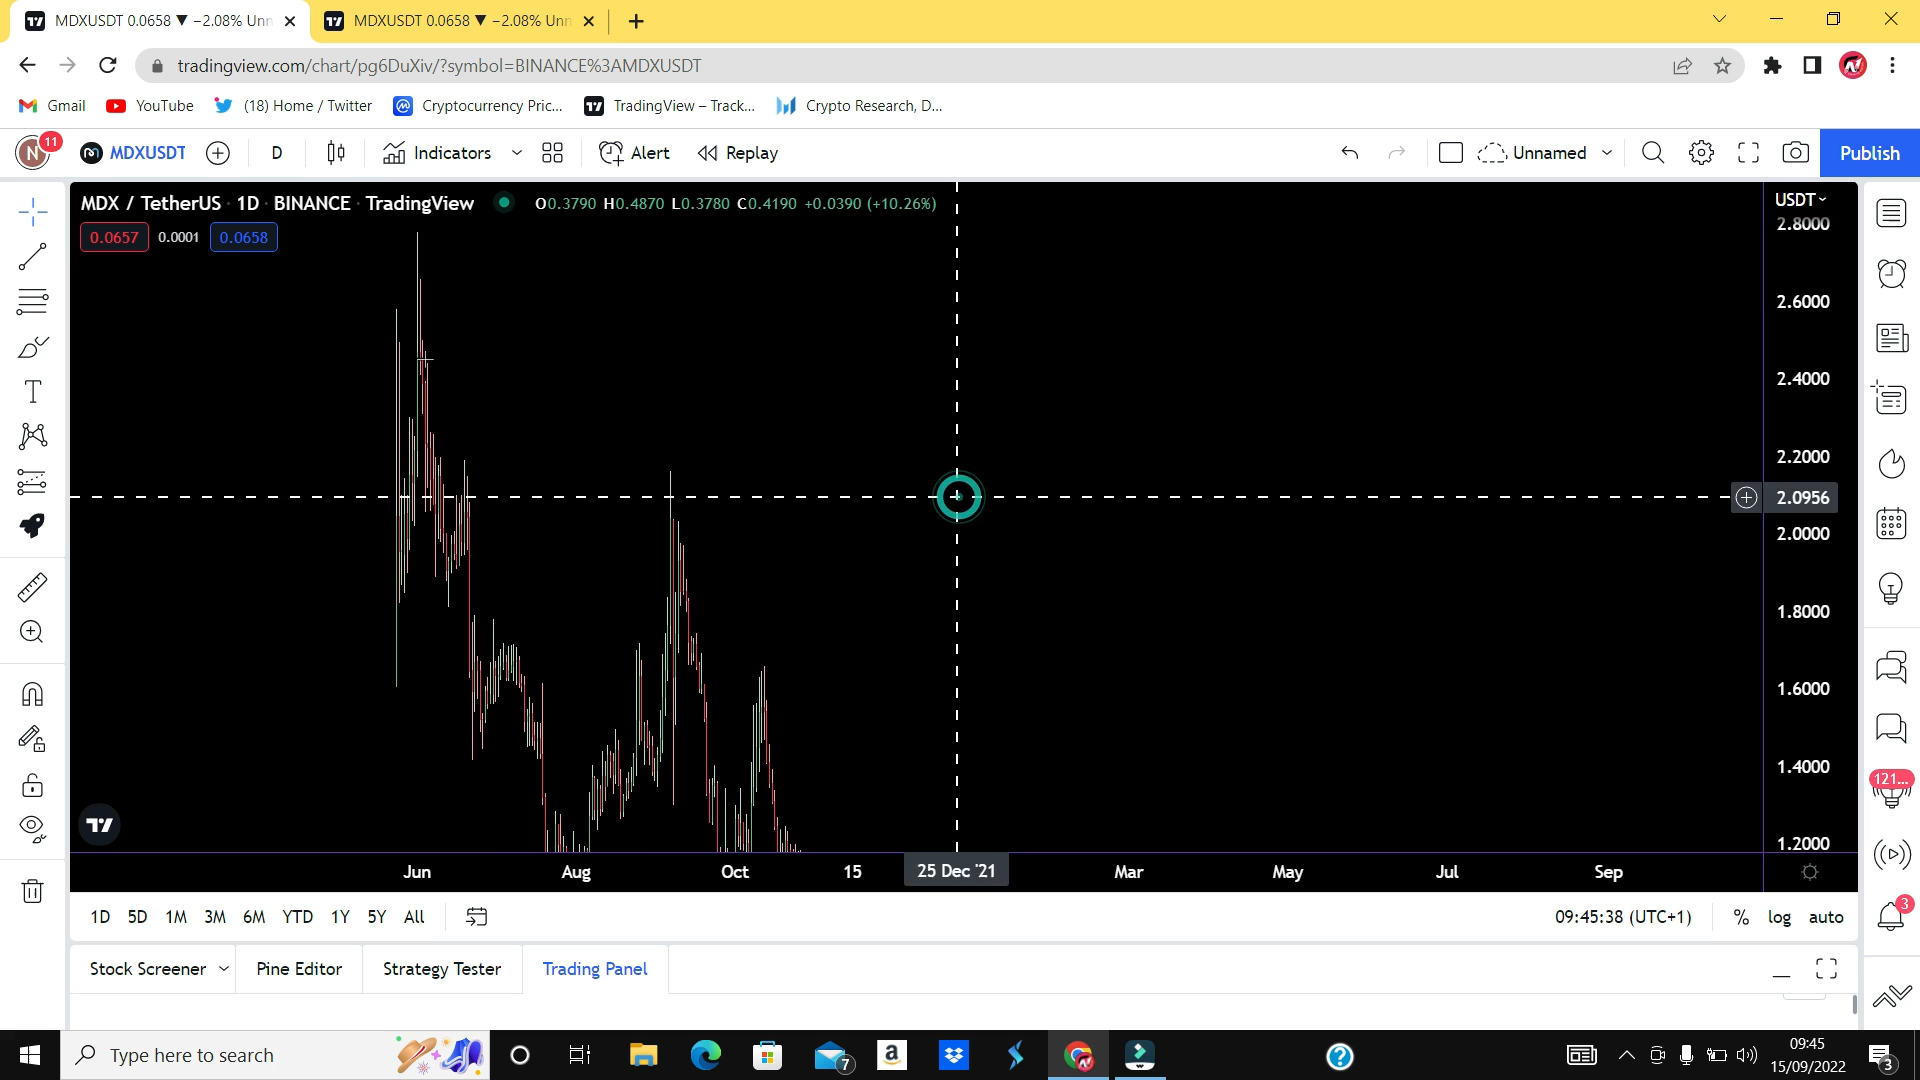 MDXUSDT 0.0658 ▼ −2.08% Unn
MDXUSDT 0.0658 ▼ −2.08% Unn
tradingview.com/chart/pg6DuXiv/?symbol=BINANCE%3AMDXUSDT
Gmail
YouTube
(18) Home / Twitter
Cryptocurrency Pric...
TradingView – Track...
Crypto Research, D...
N
11
MDXUSDT
D
Indicators
Alert
Replay
Unnamed
Publish
MDX / TetherUS · 1D · BINANCE · TradingView
O0.3790 H0.4870 L0.3780 C0.4190 +0.0390 (+10.26%)
0.0657
0.0001
0.0658
USDT
2.8000
2.6000
2.4000
2.2000
2.0956
2.0000
1.8000
1.6000
1.4000
1.2000
Jun
Aug
Oct
15
25 Dec '21
Mar
May
Jul
Sep
121...
3
1D 5D 1M 3M 6M YTD 1Y 5Y All
09:45:38 (UTC+1)
% log auto
Stock Screener
Pine Editor
Strategy Tester
Trading Panel
Type here to search
7
09:45
15/09/2022
3